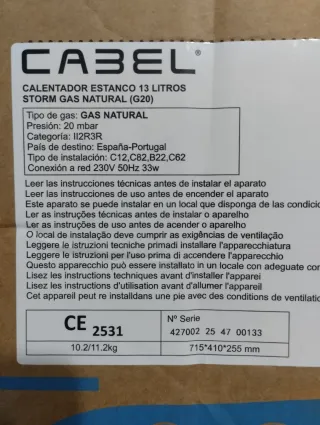 CABEL®
CALENTADOR ESTANCO 13 LITROS
STORM GAS NATURAL (G20)
Tipo de gas: GAS NATURAL
Presión: 20 mbar
Categoría: II2R3R
País de destino: España-Portugal
Tipo de instalación: C12,C82,B22,C62
Conexión a red 230V 50Hz 33w
Leer las instrucciones técnicas antes de instalar el aparato
Leer las instrucciones de uso antes de encender el aparato
Este aparato se puede instalar en un local que disponga de las condicio
Ler as instruções técnicas antes de instalar o aparelho
Ler as instruções de uso antes de acender o aparelho
O local de instalação deve cumprir as exigências de ventilação
Leggere le istruzioni tecniche primadi installare l'apparecchiatura
Leggere le istruzioni per l'uso prima di accendere l'apparecchio
Questo apparecchio può essere installato in un locale con adeguate con
Lisez les instructions techniques avant d'installer l'appareil
Lisez les instructions d'utilisation avant d'allumer l'appareil
Cet appareil peut re installdans une pie avec des conditions de ventilatio
CE 2531
Nº Serie
427002 25 47 00133
10.2/11.2kg
715*410*255 mm